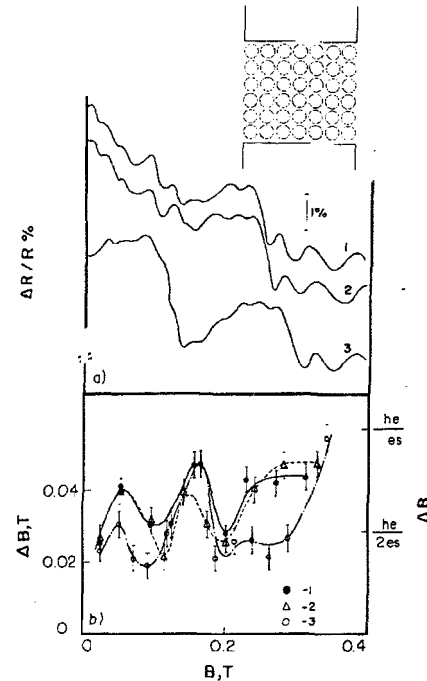 1%
1
2
3
ΔR/R %
a)
he
es
0.04
ΔB,T
0.02
he
2es
ΔB
b)
● -1
△ -2
○ -3
0
0
0.2
0.4
B,T